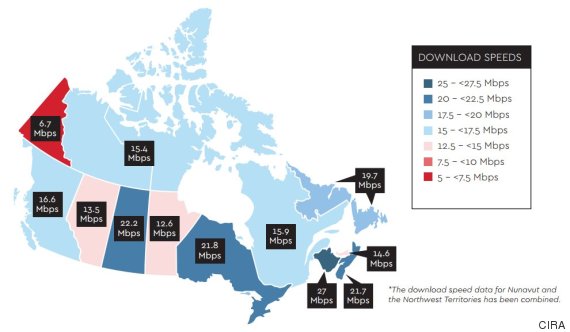 DOWNLOAD SPEEDS
25 – <27.5 Mbps
20 – <22.5 Mbps
17.5 – <20 Mbps
15 – <17.5 Mbps
12.5 – <15 Mbps
7.5 – <10 Mbps
5 – <7.5 Mbps
6.7
Mbps
15.4
Mbps
19.7
Mbps
16.6
Mbps
13.5
Mbps
22.2
Mbps
12.6
Mbps
21.8
Mbps
15.9
Mbps
14.6
Mbps
27
Mbps
21.7
Mbps
*The download speed data for Nunavut and
the Northwest Territories has been combined.
CIRA